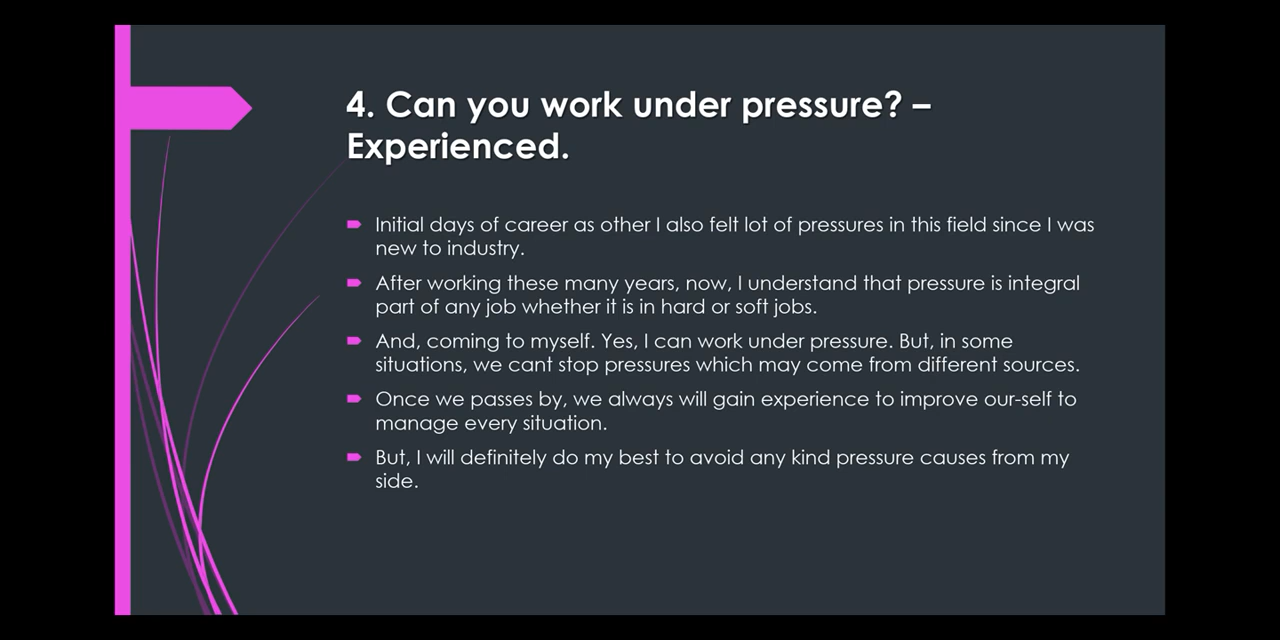 4. Can you work under pressure? –
Experienced.
Initial days of career as other I also felt lot of pressures in this field since I was
new to industry.
After working these many years, now, I understand that pressure is integral
part of any job whether it is in hard or soft jobs.
And, coming to myself. Yes, I can work under pressure. But, in some
situations, we cant stop pressures which may come from different sources.
Once we passes by, we always will gain experience to improve our-self to
manage every situation.
But, I will definitely do my best to avoid any kind pressure causes from my
side.